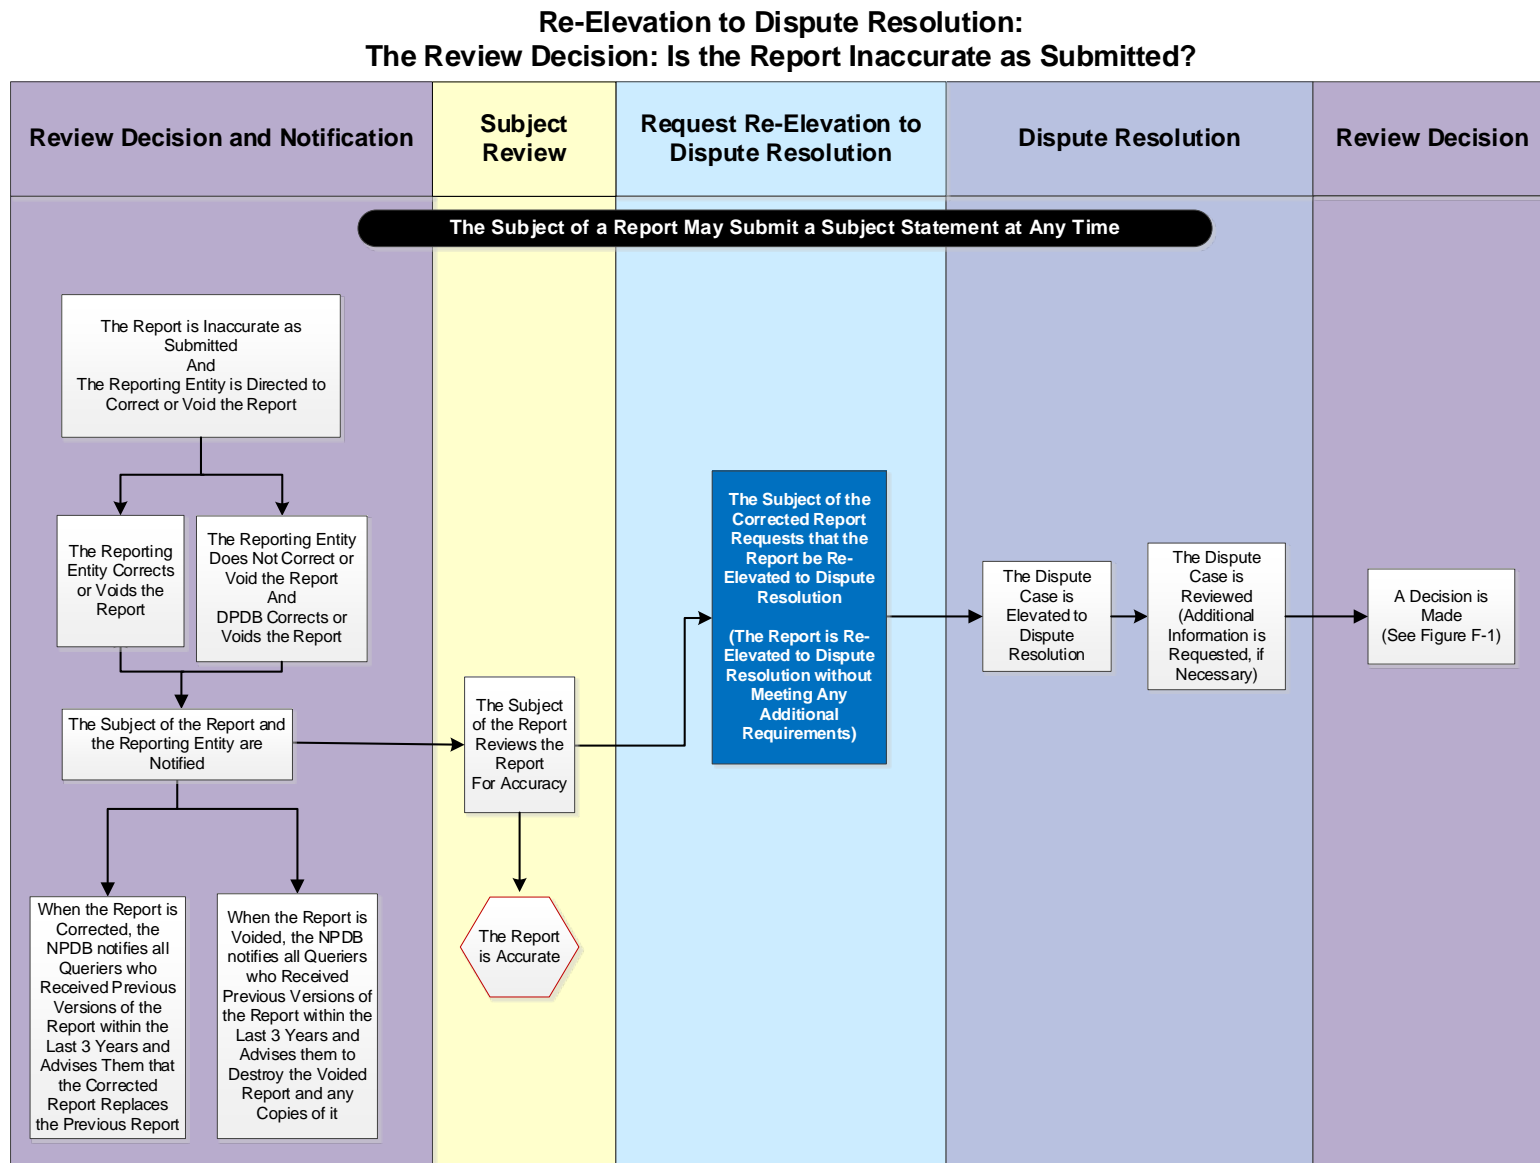 Re-Elevation to Dispute Resolution:
The Review Decision: Is the Report Inaccurate as Submitted?
Review Decision and Notification
Subject
Review
Request Re-Elevation to
Dispute Resolution
Dispute Resolution
Review Decision
The Subject of a Report May Submit a Subject Statement at Any Time
The Report is Inaccurate as
Submitted
And
The Reporting Entity is Directed to
Correct or Void the Report
The Reporting
Entity Corrects
or Voids the
Report
The Reporting Entity
Does Not Correct or
Void the Report
And
DPDB Corrects or
Voids the Report
The Subject of the Report and
the Reporting Entity are
Notified
When the Report is
Corrected, the
NPDB notifies all
Queriers who
Received Previous
Versions of the
Report within the
Last 3 Years and
Advises Them that
the Corrected
Report Replaces
the Previous Report
When the Report is
Voided, the NPDB
notifies all Queriers
who Received
Previous Versions of
the Report within the
Last 3 Years and
Advises them to
Destroy the Voided
Report and any
Copies of it
The Subject
of the Report
Reviews the
Report
For Accuracy
The Report
is Accurate
The Subject of the
Corrected Report
Requests that the
Report be Re-
Elevated to Dispute
Resolution
(The Report is Re-
Elevated to Dispute
Resolution without
Meeting Any
Additional
Requirements)
The Dispute
Case is
Elevated to
Dispute
Resolution
The Dispute
Case is
Reviewed
(Additional
Information is
Requested, if
Necessary)
A Decision is
Made
(See Figure F-1)